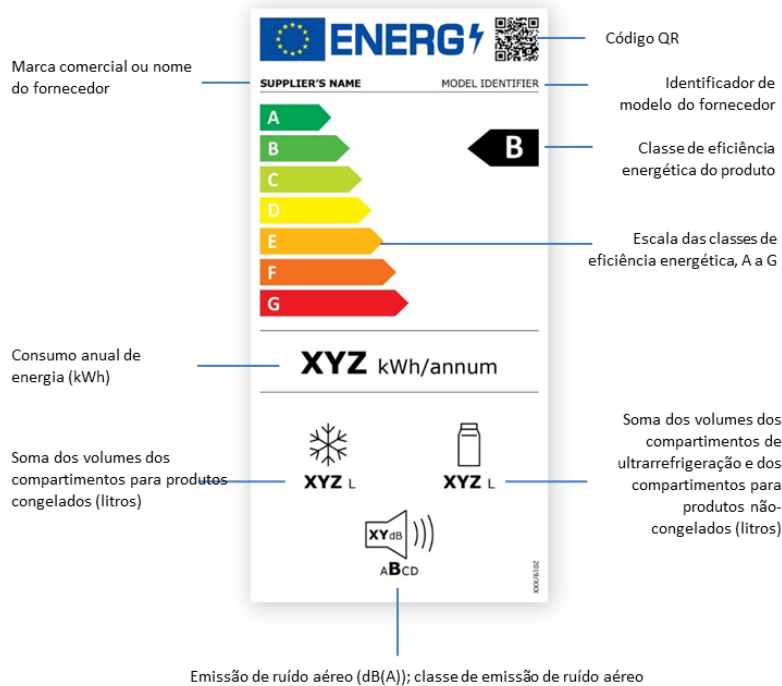 ENERG
Código QR
Marca comercial ou nome
do fornecedor
SUPPLIER'S NAME
MODEL IDENTIFIER
Identificador de
modelo do fornecedor
A
B
C
D
E
F
G
B
Classe de eficiência
energética do produto
Escala das classes de
eficiência energética, A a G
Consumo anual de
energia (kWh)
XYZ kWh/annum
Soma dos volumes dos
compartimentos para produtos
congelados (litros)
XYZ L
XYZ L
Soma dos volumes dos
compartimentos de
ultrarrefrigeração e dos
compartimentos para
produtos não-
congelados (litros)
XY dB
ABCD
2019/XXX
Emissão de ruído aéreo (dB(A)); classe de emissão de ruído aéreo